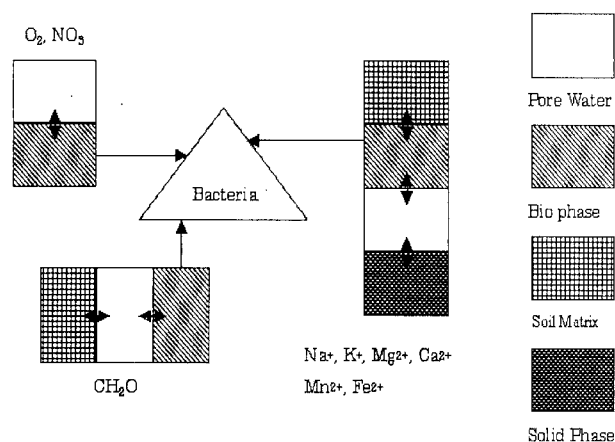 O₂, NO₃
Pore Water
Bacteria
Bio phase
Soil Matrix
CH₂O
Na⁺, K⁺, Mg²⁺, Ca²⁺
Mn²⁺, Fe²⁺
Solid Phase